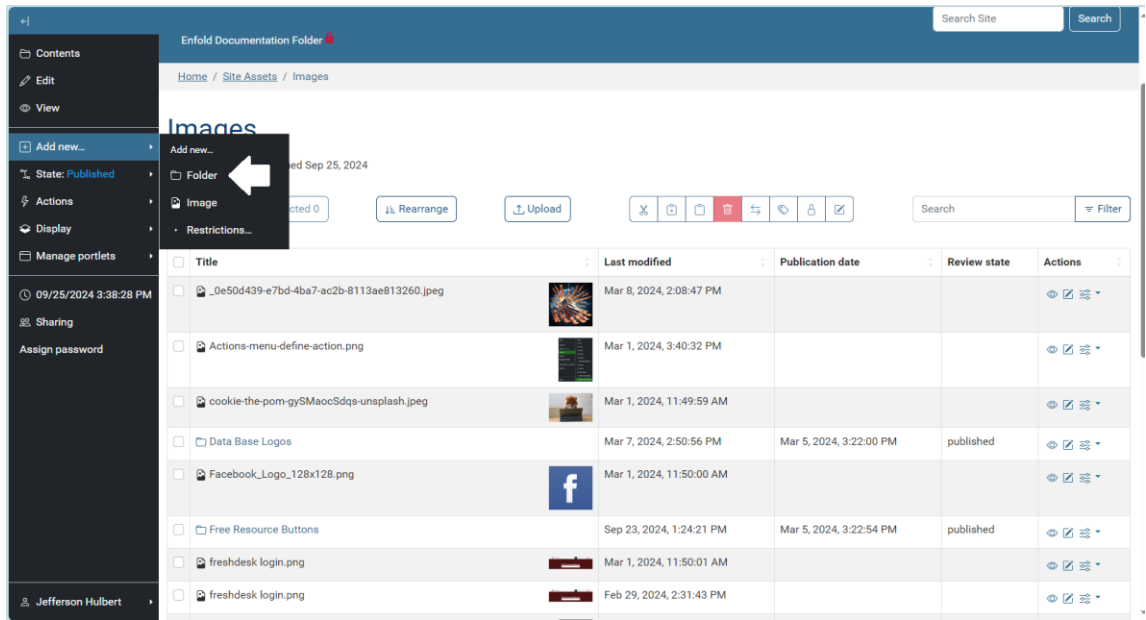 Search Site
Search
Enfold Documentation Folder
Contents
Edit
View
Home / Site Assets / Images
Images
Add new...
State: Published
Actions
Display
Manage portlets
09/25/2024 3:38:28 PM
Sharing
Assign password
Jefferson Hulbert
Add new...
Folder
Image
Restrictions...
ed Sep 25, 2024
cted 0
Rearrange
Upload
Search
Filter
Title Last modified Publication date Review state Actions
_0e50d439-e7bd-4ba7-ac2b-8113ae813260.jpeg Mar 8, 2024, 2:08:47 PM
Actions-menu-define-action.png Mar 1, 2024, 3:40:32 PM
cookie-the-pom-gySMaocSdqs-unsplash.jpeg Mar 1, 2024, 11:49:59 AM
Data Base Logos Mar 7, 2024, 2:50:56 PM Mar 5, 2024, 3:22:00 PM published
Facebook_Logo_128x128.png Mar 1, 2024, 11:50:00 AM
Free Resource Buttons Sep 23, 2024, 1:24:21 PM Mar 5, 2024, 3:22:54 PM published
freshdesk login.png Mar 1, 2024, 11:50:01 AM
freshdesk login.png Feb 29, 2024, 2:31:43 PM